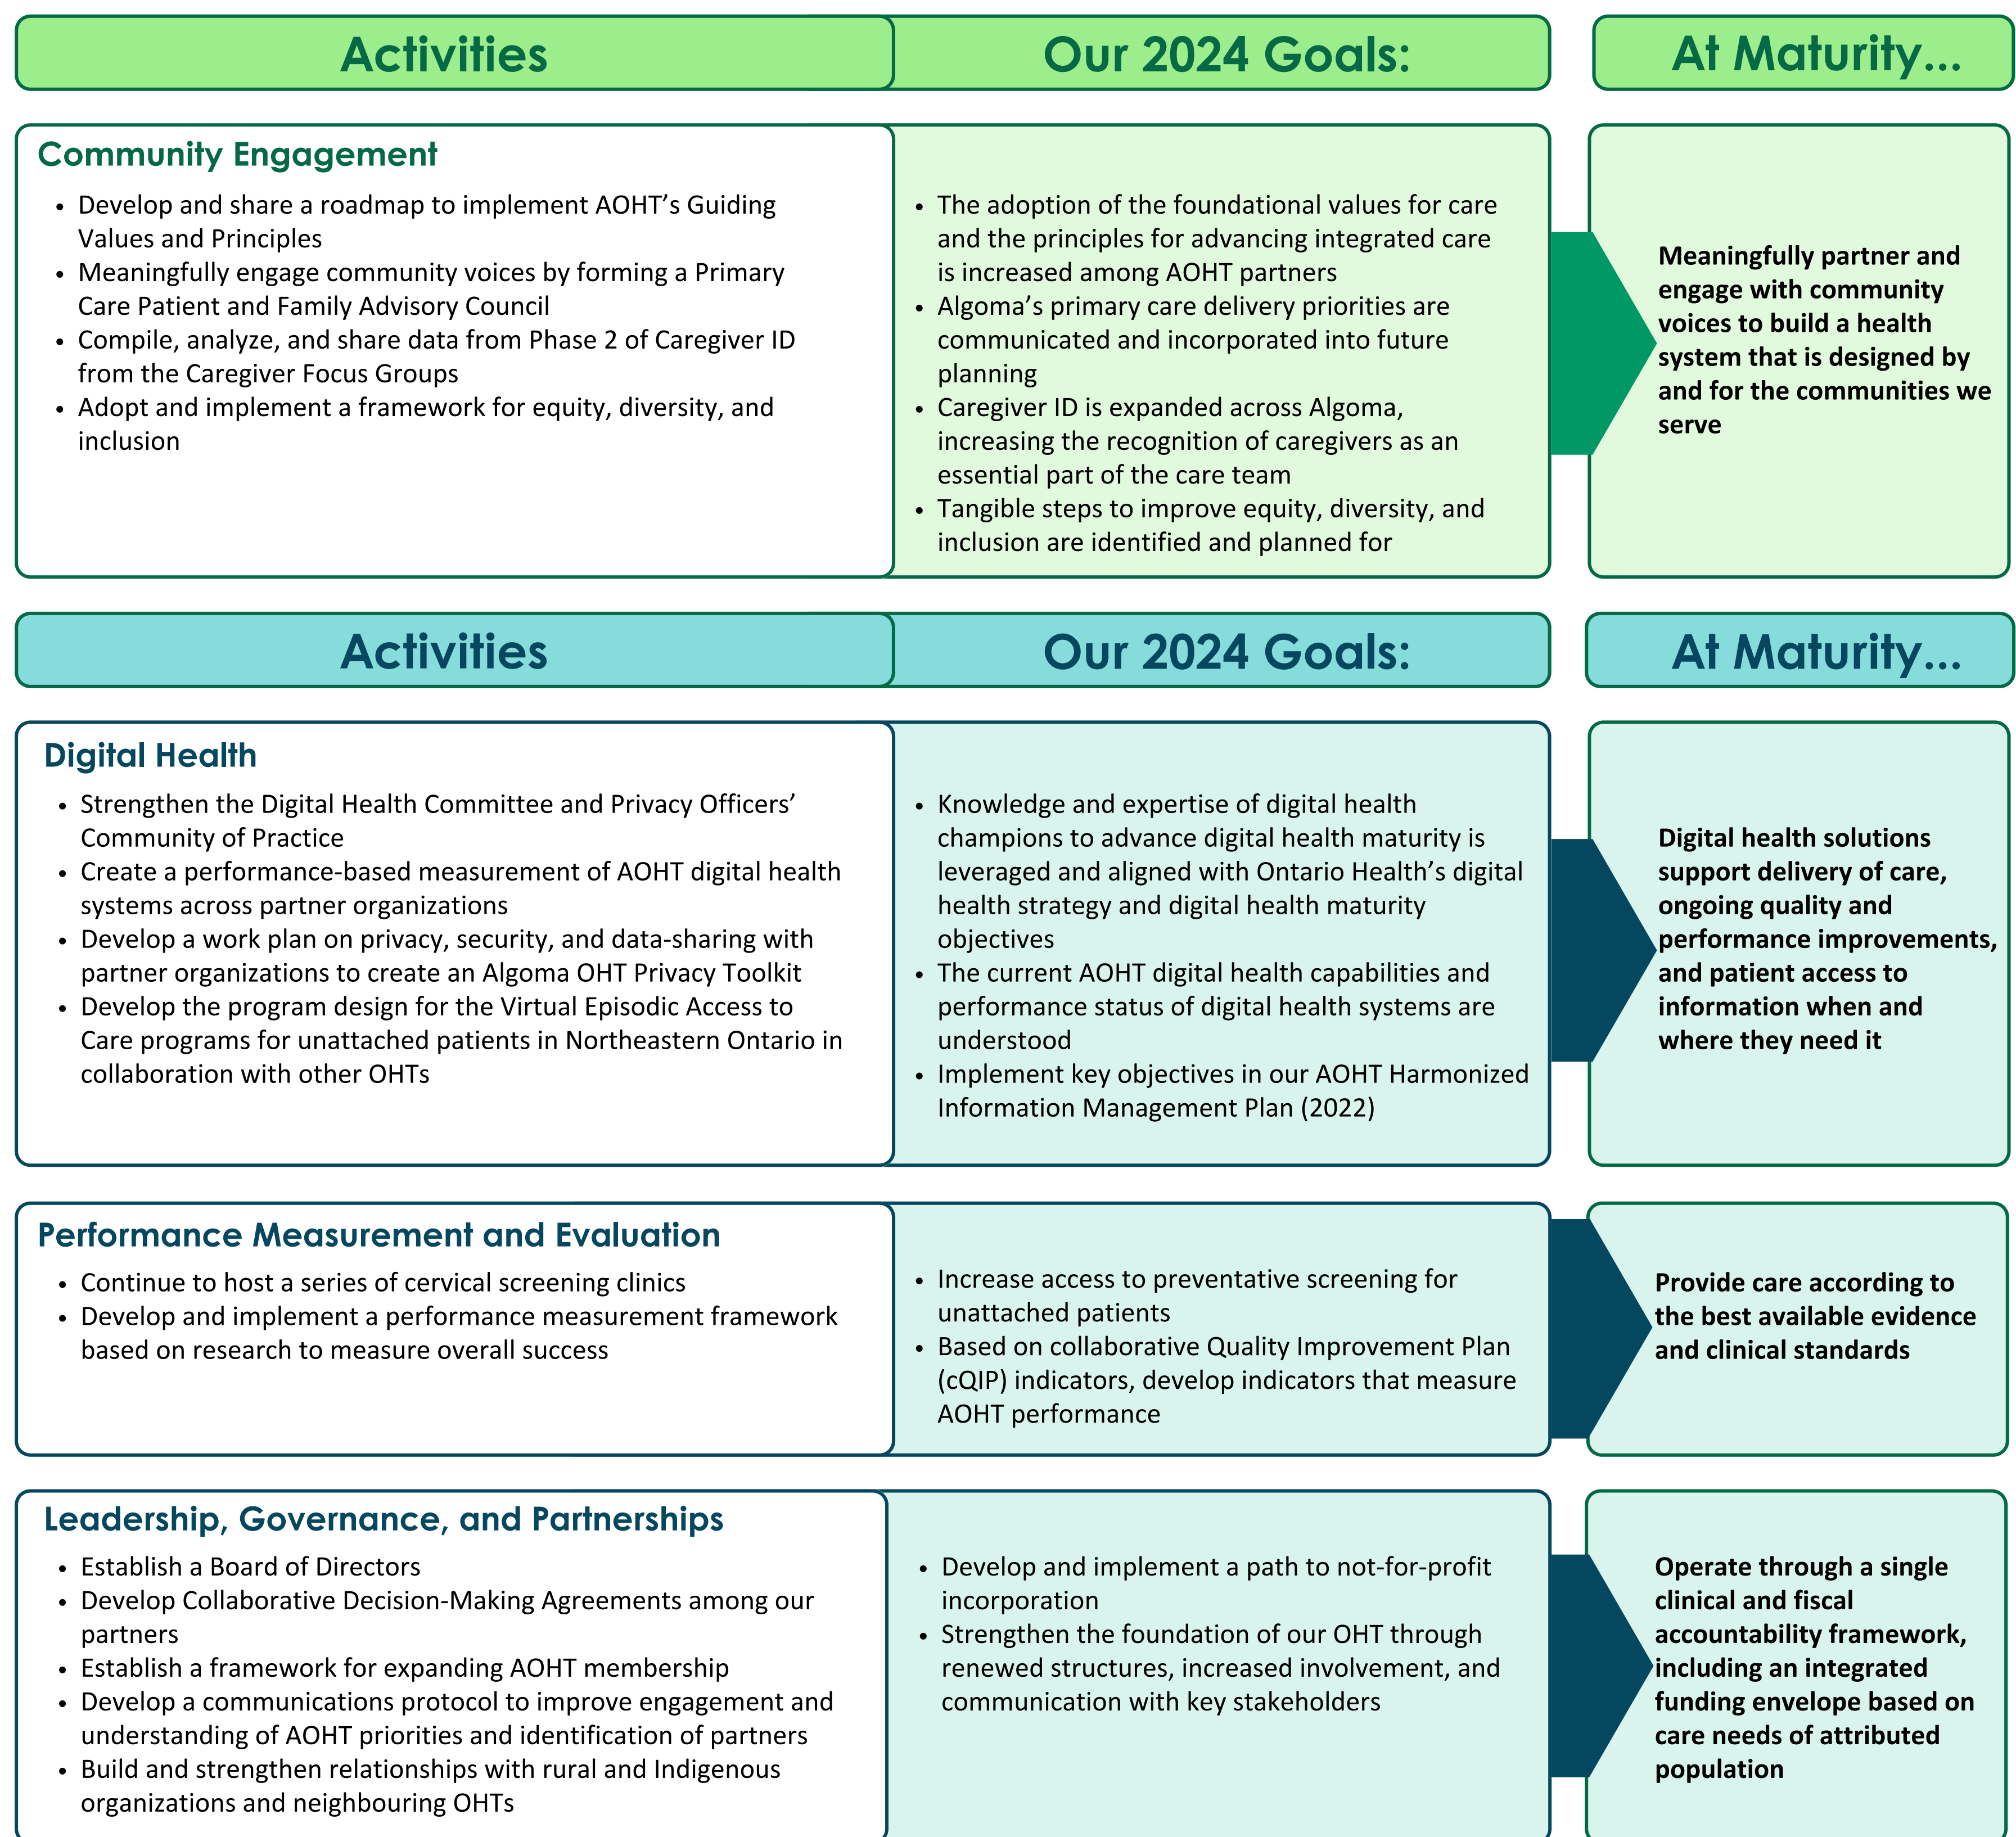 Activities
Our 2024 Goals:
At Maturity...
Community Engagement
• Develop and share a roadmap to implement AOHT’s Guiding
Values and Principles
• Meaningfully engage community voices by forming a Primary
Care Patient and Family Advisory Council
• Compile, analyze, and share data from Phase 2 of Caregiver ID
from the Caregiver Focus Groups
• Adopt and implement a framework for equity, diversity, and
inclusion
• The adoption of the foundational values for care
and the principles for advancing integrated care
is increased among AOHT partners
• Algoma’s primary care delivery priorities are
communicated and incorporated into future
planning
• Caregiver ID is expanded across Algoma,
increasing the recognition of caregivers as an
essential part of the care team
• Tangible steps to improve equity, diversity, and
inclusion are identified and planned for
Meaningfully partner and
engage with community
voices to build a health
system that is designed by
and for the communities we
serve
Activities
Our 2024 Goals:
At Maturity...
Digital Health
• Strengthen the Digital Health Committee and Privacy Officers’
Community of Practice
• Create a performance-based measurement of AOHT digital health
systems across partner organizations
• Develop a work plan on privacy, security, and data-sharing with
partner organizations to create an Algoma OHT Privacy Toolkit
• Develop the program design for the Virtual Episodic Access to
Care programs for unattached patients in Northeastern Ontario in
collaboration with other OHTs
• Knowledge and expertise of digital health
champions to advance digital health maturity is
leveraged and aligned with Ontario Health’s digital
health strategy and digital health maturity
objectives
• The current AOHT digital health capabilities and
performance status of digital health systems are
understood
• Implement key objectives in our AOHT Harmonized
Information Management Plan (2022)
Digital health solutions
support delivery of care,
ongoing quality and
performance improvements,
and patient access to
information when and
where they need it
Performance Measurement and Evaluation
• Continue to host a series of cervical screening clinics
• Develop and implement a performance measurement framework
based on research to measure overall success
• Increase access to preventative screening for
unattached patients
• Based on collaborative Quality Improvement Plan
(cQIP) indicators, develop indicators that measure
AOHT performance
Provide care according to
the best available evidence
and clinical standards
Leadership, Governance, and Partnerships
• Establish a Board of Directors
• Develop Collaborative Decision-Making Agreements among our
partners
• Establish a framework for expanding AOHT membership
• Develop a communications protocol to improve engagement and
understanding of AOHT priorities and identification of partners
• Build and strengthen relationships with rural and Indigenous
organizations and neighbouring OHTs
• Develop and implement a path to not-for-profit
incorporation
• Strengthen the foundation of our OHT through
renewed structures, increased involvement, and
communication with key stakeholders
Operate through a single
clinical and fiscal
accountability framework,
including an integrated
funding envelope based on
care needs of attributed
population